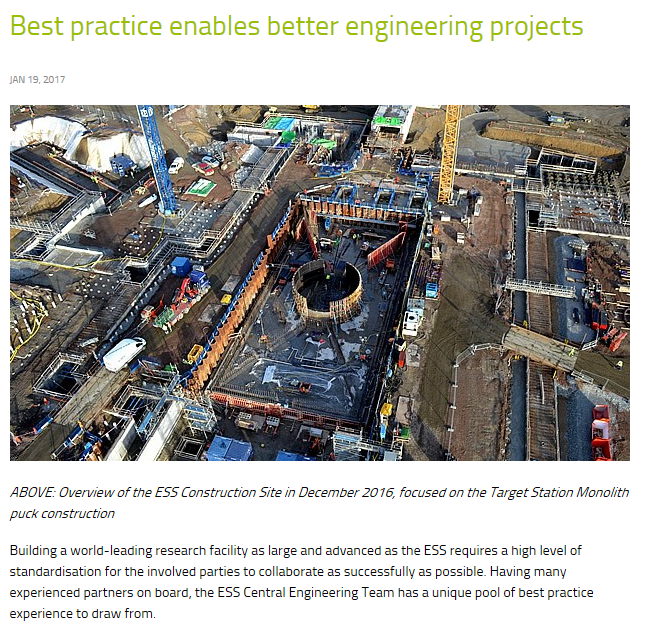 Best practice enables better engineering projects
JAN 19, 2017
ABOVE: Overview of the ESS Construction Site in December 2016, focused on the Target Station Monolith
puck construction
Building a world-leading research facility as large and advanced as the ESS requires a high level of
standardisation for the involved parties to collaborate as successfully as possible. Having many
experienced partners on board, the ESS Central Engineering Team has a unique pool of best practice
experience to draw from.